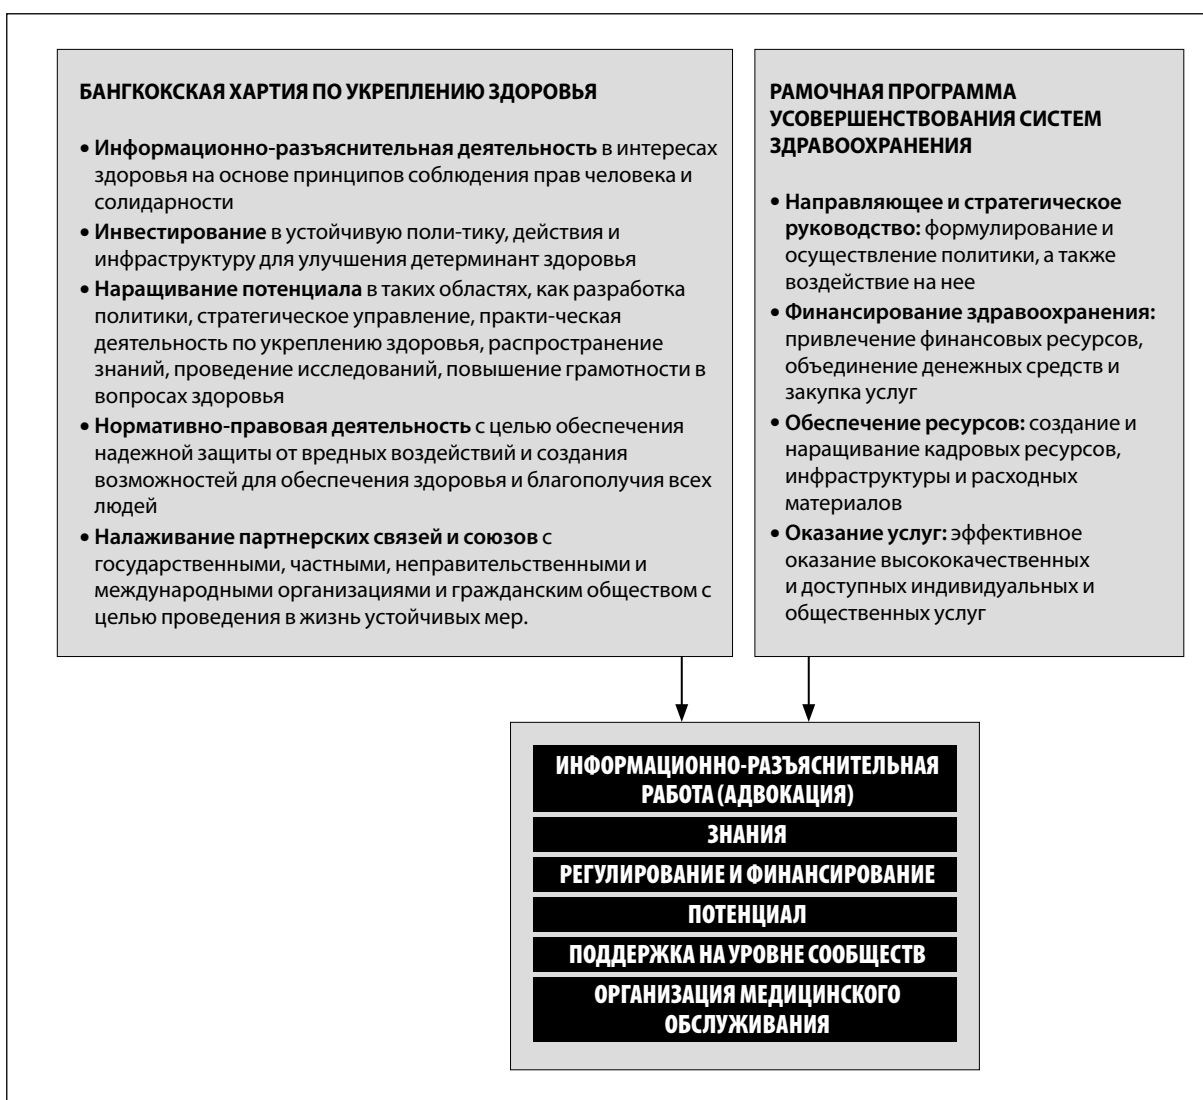 БАНГКОКСКАЯ ХАРТИЯ ПО УКРЕПЛЕНИЮ ЗДОРОВЬЯ
• Информационно-разъяснительная деятельность в интересах
здоровья на основе принципов соблюдения прав человека и
солидарности
• Инвестирование в устойчивую поли-тику, действия и
инфраструктуру для улучшения детерминант здоровья
• Наращивание потенциала в таких областях, как разработка
политики, стратегическое управление, практи-ческая
деятельность по укреплению здоровья, распространение
знаний, проведение исследований, повышение грамотности в
вопросах здоровья
• Нормативно-правовая деятельность с целью обеспечения
надежной защиты от вредных воздействий и создания
возможностей для обеспечения здоровья и благополучия всех
людей
• Налаживание партнерских связей и союзов с
государственными, частными, неправительственными и
международными организациями и гражданским обществом с
целью проведения в жизнь устойчивых мер.
РАМОЧНАЯ ПРОГРАММА
УСОВЕРШЕНСТВОВАНИЯ СИСТЕМ
ЗДРАВООХРАНЕНИЯ
• Направляющее и стратегическое
руководство: формулирование и
осуществление политики, а также
воздействие на нее
• Финансирование здравоохранения:
привлечение финансовых ресурсов,
объединение денежных средств и
закупка услуг
• Обеспечение ресурсов: создание и
наращивание кадровых ресурсов,
инфраструктуры и расходных
материалов
• Оказание услуг: эффективное
оказание высококачественных
и доступных индивидуальных и
общественных услуг
ИНФОРМАЦИОННО-РАЗЪЯСНИТЕЛЬНАЯ
РАБОТА (АДВОКАЦИЯ)
ЗНАНИЯ
РЕГУЛИРОВАНИЕ И ФИНАНСИРОВАНИЕ
ПОТЕНЦИАЛ
ПОДДЕРЖКА НА УРОВНЕ СООБЩЕСТВ
ОРГАНИЗАЦИЯ МЕДИЦИНСКОГО
ОБСЛУЖИВАНИЯ